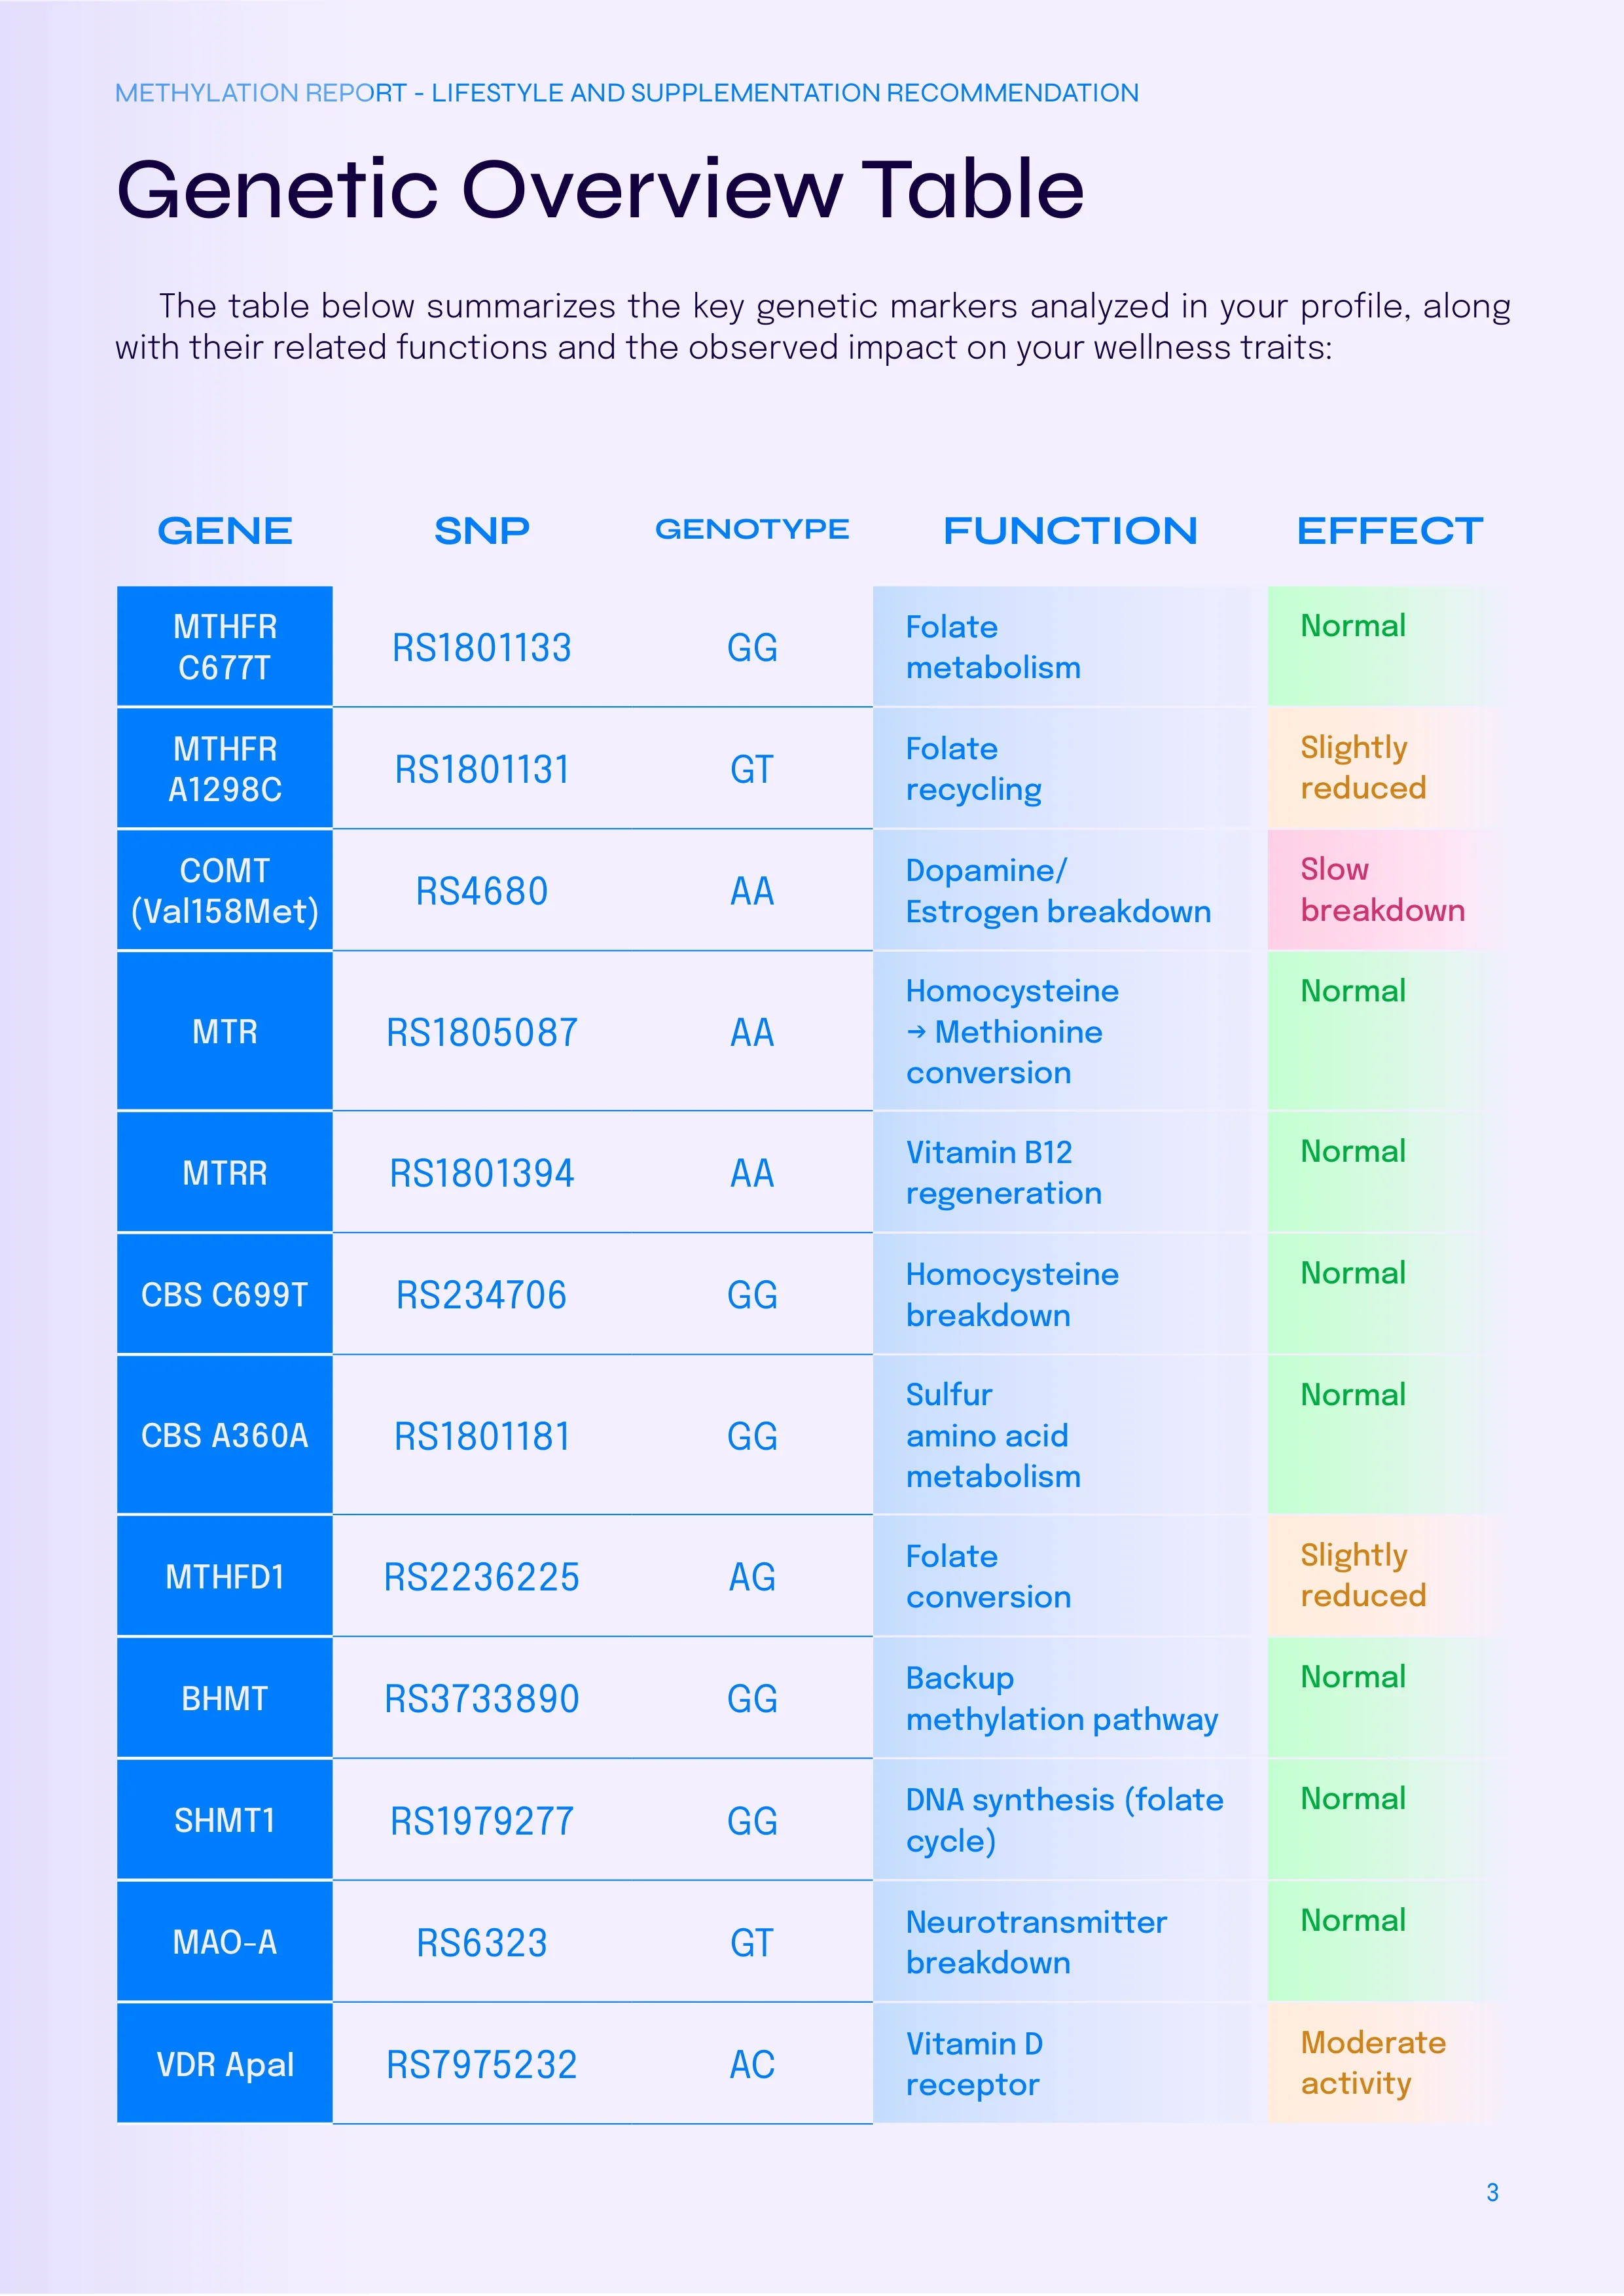 METHYLATION REPORT - LIFESTYLE AND SUPPLEMENTATION RECOMMENDATION
Genetic Overview Table
The table below summarizes the key genetic markers analyzed in your profile, along
with their related functions and the observed impact on your wellness traits:
GENE SNP GENOTYPE FUNCTION EFFECT
MTHFR
C677T
RS1801133
GG
Folate
metabolism
Normal
MTHFR
A1298C
RS1801131
GT
Folate
recycling
Slightly
reduced
COMT
(Val158Met)
RS4680
AA
Dopamine/
Estrogen breakdown
Slow
breakdown
MTR
RS1805087
AA
Homocysteine
→ Methionine
conversion
Normal
MTRR
RS1801394
AA
Vitamin B12
regeneration
Normal
CBS C699T
RS234706
GG
Homocysteine
breakdown
Normal
CBS A360A
RS1801181
GG
Sulfur
amino acid
metabolism
Normal
MTHFD1
RS2236225
AG
Folate
conversion
Slightly
reduced
BHMT
RS3733890
GG
Backup
methylation pathway
Normal
SHMT1
RS1979277
GG
DNA synthesis (folate
cycle)
Normal
MAO-A
RS6323
GT
Neurotransmitter
breakdown
Normal
VDR ApaI
RS7975232
AC
Vitamin D
receptor
Moderate
activity
3